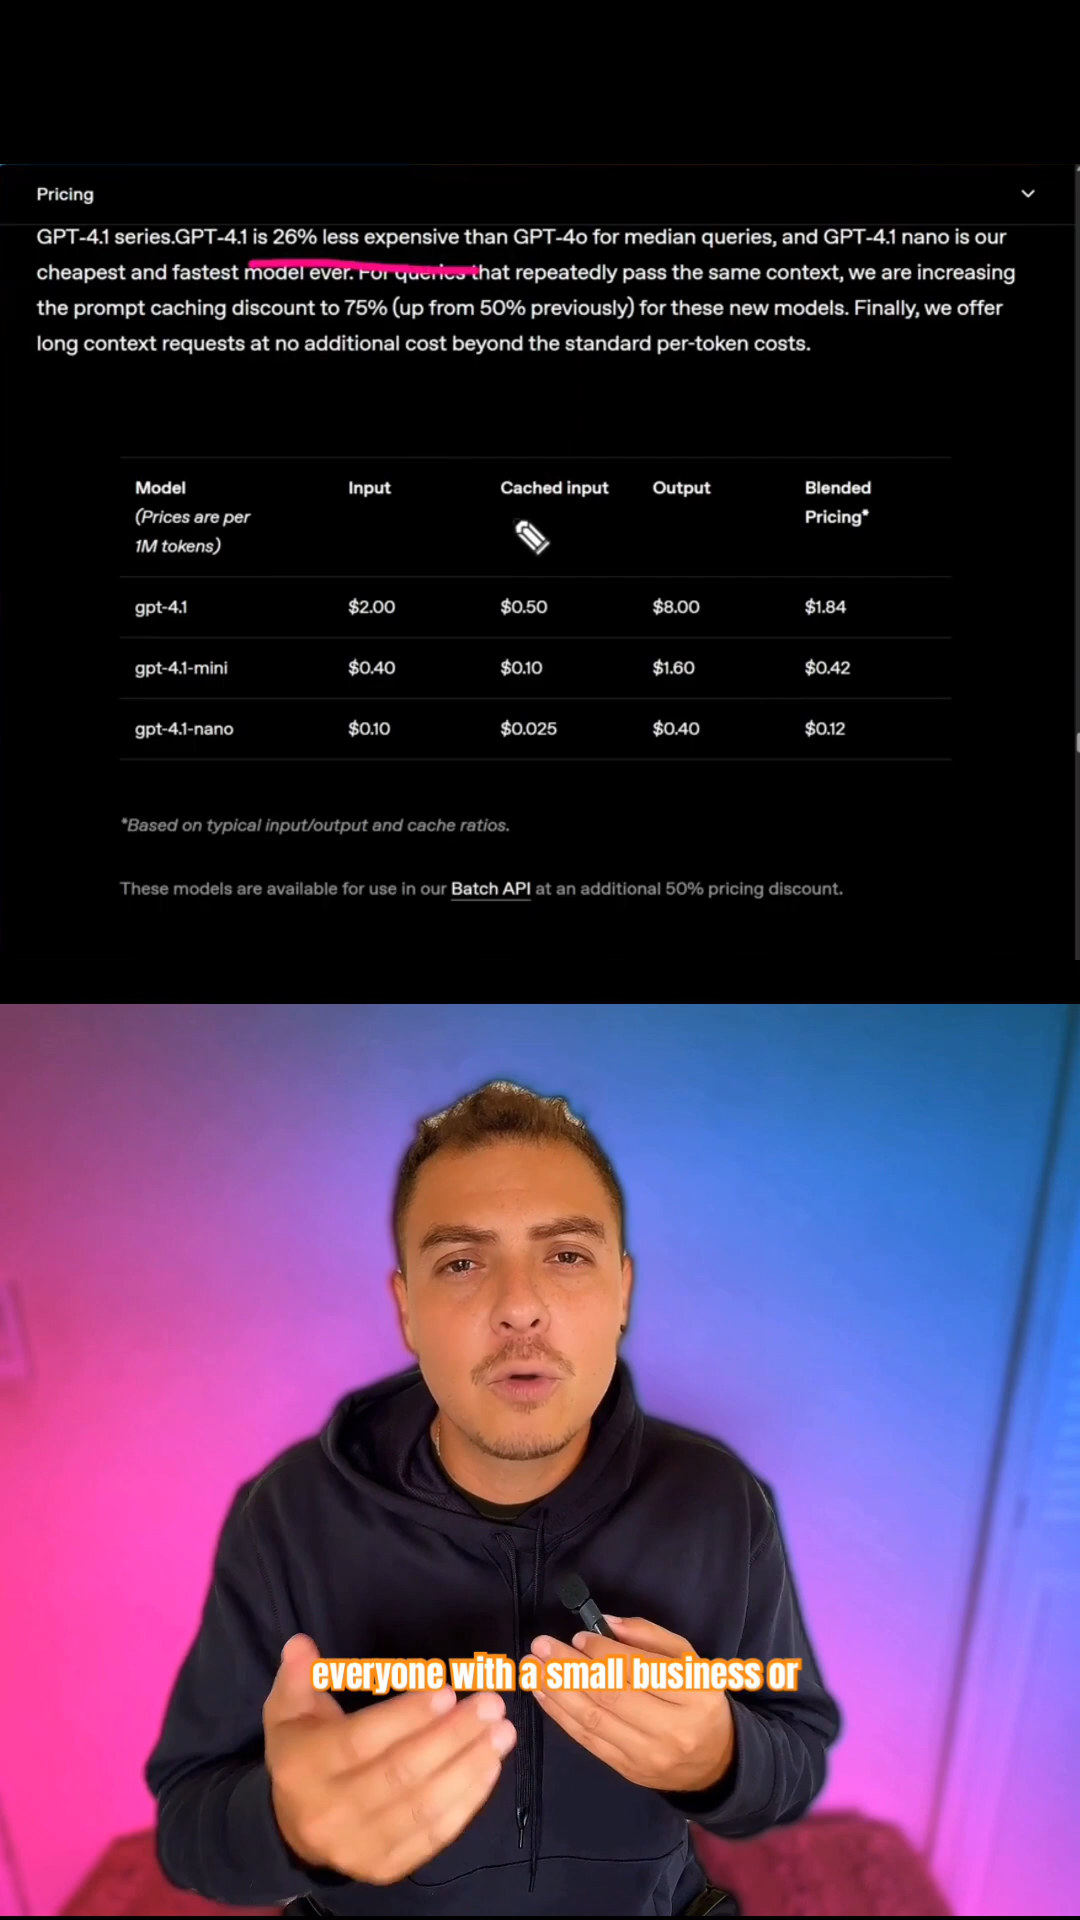 Pricing
GPT-4.1 series.GPT-4.1 is 26% less expensive than GPT-4o for median queries, and GPT-4.1 nano is our
cheapest and fastest model ever. For queries that repeatedly pass the same context, we are increasing
the prompt caching discount to 75% (up from 50% previously) for these new models. Finally, we offer
long context requests at no additional cost beyond the standard per-token costs.
Model Input Cached input Output Blended
(Prices are per Pricing*
1M tokens)
gpt-4.1 $2.00 $0.50 $8.00 $1.84
gpt-4.1-mini $0.40 $0.10 $1.60 $0.42
gpt-4.1-nano $0.10 $0.025 $0.40 $0.12
*Based on typical input/output and cache ratios.
These models are available for use in our Batch API at an additional 50% pricing discount.
everyone with a small business or